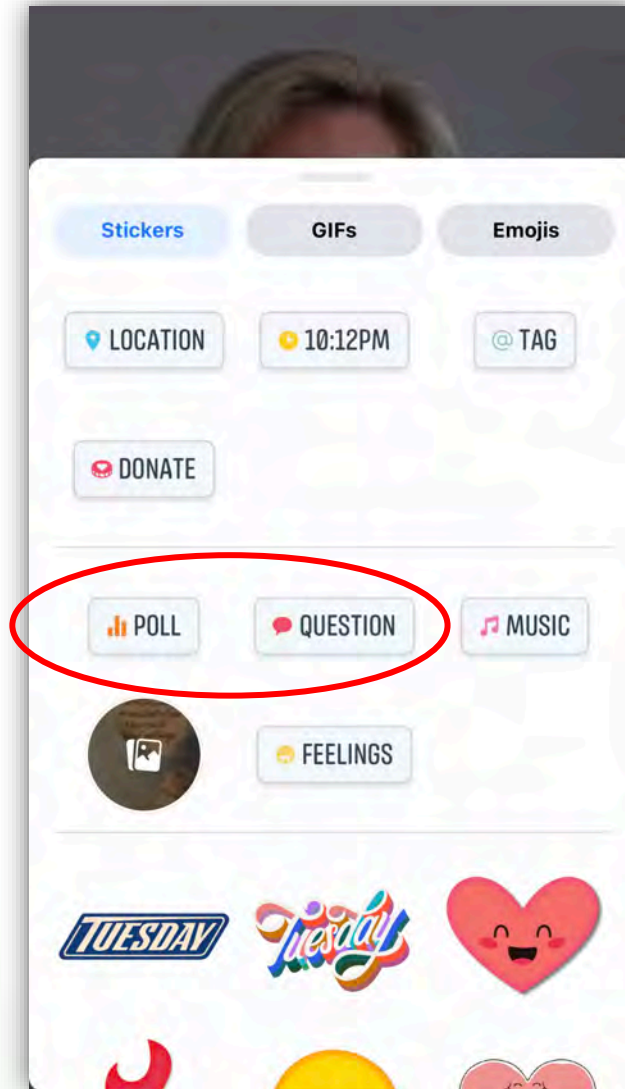 Stickers GIFs Emojis
LOCATION 10:12PM @ TAG
DONATE
POLL QUESTION MUSIC
FEELINGS
TUESDAY Tuesday